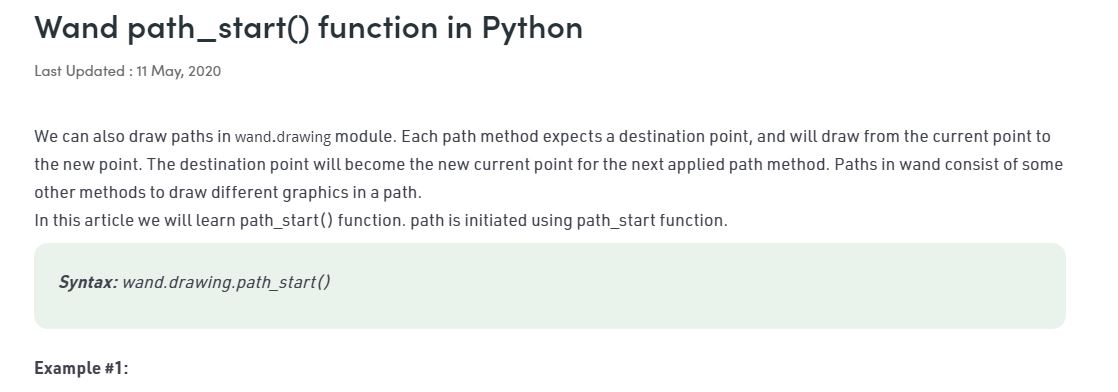 Wand path_start() function in Python
Last Updated : 11 May, 2020
We can also draw paths in wand.drawing module. Each path method expects a destination point, and will draw from the current point to
the new point. The destination point will become the new current point for the next applied path method. Paths in wand consist of some
other methods to draw different graphics in a path.
In this article we will learn path_start() function. path is initiated using path_start function.
Syntax: wand.drawing.path_start()
Example #1: